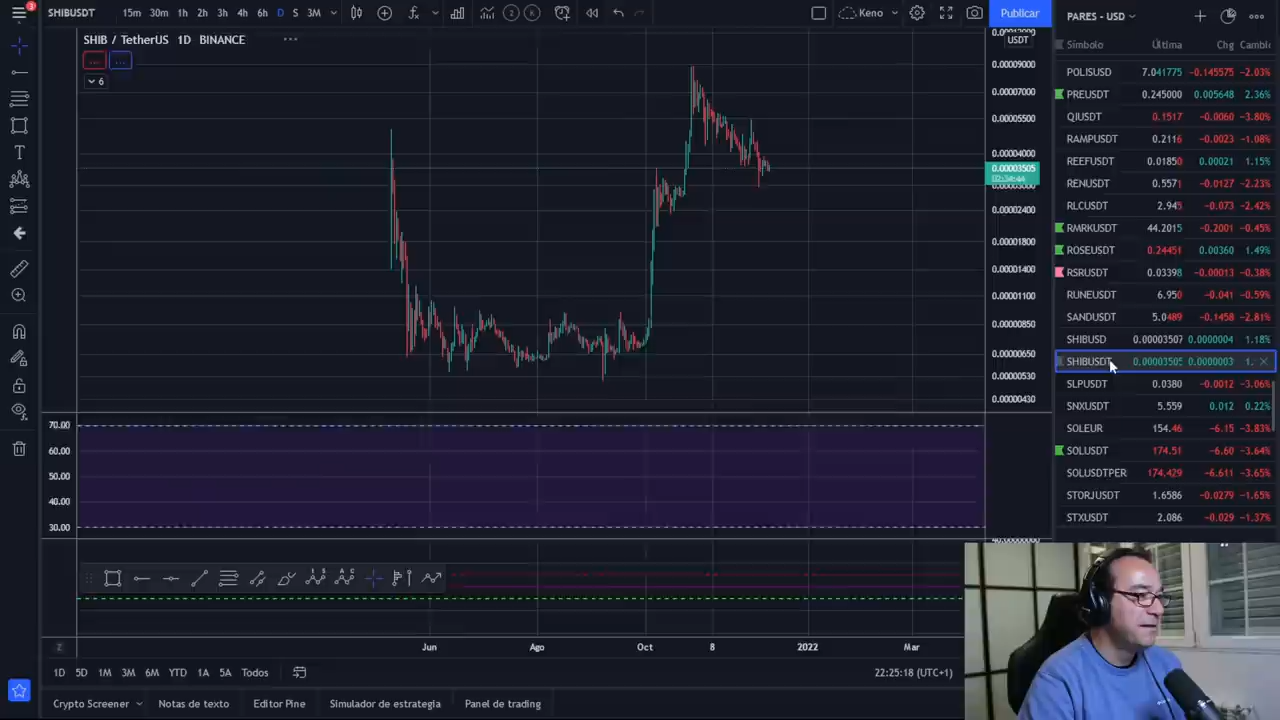 3
SHIBUSDT 15m 30m 1h 2h 3h 4h 6h D S 3M 2 K Keno Publicar PARES - USD
SHIB / TetherUS 1D BINANCE
6
USDT
0.00009000
0.00007000
0.00005500
0.00004000
0.00003505
0.00002400
0.00001800
0.00001400
0.00001100
0.00000850
0.00000650
0.00000530
0.00000430
70.00
60.00
50.00
40.00
30.00
Jun Ago Oct 8 2022 Mar
1D 5D 1M 3M 6M YTD 1A 5A Todos 22:25:18 (UTC+1)
Crypto Screener Notas de texto Editor Pine Simulador de estrategia Panel de trading
Símbolo Última Chg Cambio
POLISUSD 7.041775 -0.145575 -2.03%
PREUSDT 0.245000 0.005648 2.36%
QIUSDT 0.1517 -0.0060 -3.80%
RAMPUSDT 0.2116 -0.0023 -1.08%
REEFUSDT 0.01850 0.00021 1.15%
RENUSDT 0.5571 -0.0127 -2.23%
RLCUSDT 2.945 -0.073 -2.42%
RMRKUSDT 44.2015 -0.2001 -0.45%
ROSEUSDT 0.24451 0.00360 1.49%
RSRUSDT 0.03398 -0.00013 -0.38%
RUNEUSDT 6.950 -0.041 -0.59%
SANDUSDT 5.0489 -0.1458 -2.81%
SHIBUSD 0.00003507 0.0000004 1.18%
SHIBUSDT 0.00003505 0.0000003 1.
SLPUSDT 0.0380 -0.0012 -3.06%
SNXUSDT 5.559 0.012 0.22%
SOLEUR 154.46 -6.15 -3.83%
SOLUSDT 174.51 -6.60 -3.64%
SOLUSDTPER 174.429 -6.611 -3.65%
STORJUSDT 1.6586 -0.0279 -1.65%
STXUSDT 2.086 -0.029 -1.37%